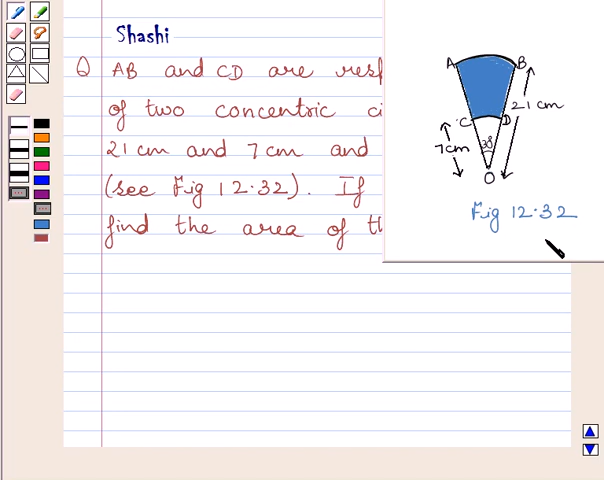 Shashi
Q AB and CD are resp
of two concentric ci
21 cm and 7 cm and
(see Fig 12.32). If
find the area of th
A B
C D
21 cm
7cm
30°
O
Fig 12.32